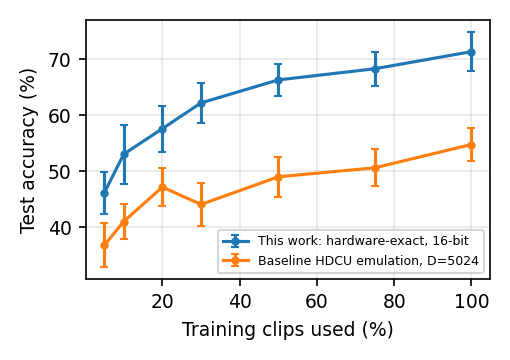 70
60
50
40
Test accuracy (%)
This work: hardware-exact, 16-bit
Baseline HDCU emulation, D=5024
20 40 60 80 100
Training clips used (%)